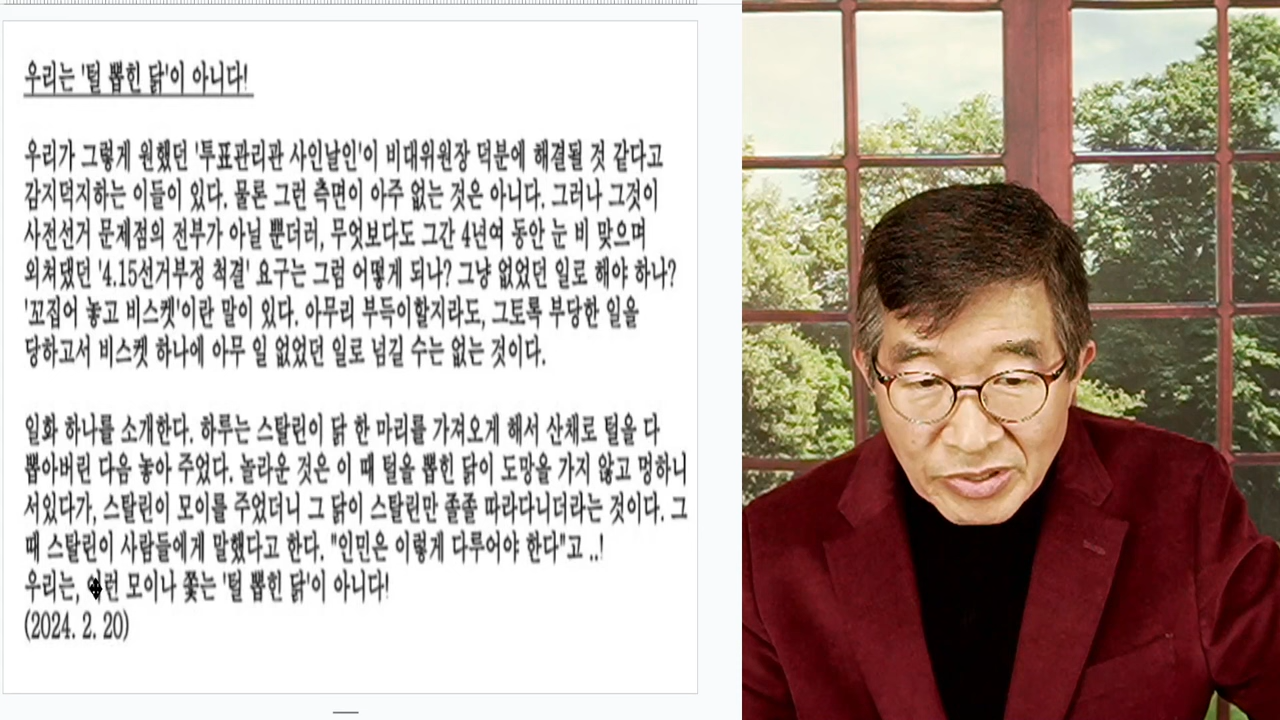 우리는 '털 뽑힌 닭'이 아니다!
우리가 그렇게 원했던 '투표관리관 사인날인'이 비대위원장 덕분에 해결될 것 같다고
감지덕지하는 이들이 있다. 물론 그런 측면이 아주 없는 것은 아니다. 그러나 그것이
사전선거 문제점의 전부가 아닐 뿐더러, 무엇보다도 그간 4년여 동안 눈 비 맞으며
외쳐댔던 '4.15선거부정 척결' 요구는 그럼 어떻게 되나? 그냥 없었던 일로 해야 하나?
'꼬집어 놓고 비스켓'이란 말이 있다. 아무리 부득이할지라도, 그토록 부당한 일을
당하고서 비스켓 하나에 아무 일 없었던 일로 넘길 수는 없는 것이다.
일화 하나를 소개한다. 하루는 스탈린이 닭 한 마리를 가져오게 해서 산채로 털을 다
뽑아버린 다음 놓아 주었다. 놀라운 것은 이 때 털을 뽑힌 닭이 도망을 가지 않고 멍하니
서있다가, 스탈린이 모이를 주었더니 그 닭이 스탈린만 졸졸 따라다니더라는 것이다. 그
때 스탈린이 사람들에게 말했다고 한다. "인민은 이렇게 다루어야 한다"고 ..!
우리는, 이런 모이나 쫓는 '털 뽑힌 닭'이 아니다!
(2024. 2. 20)